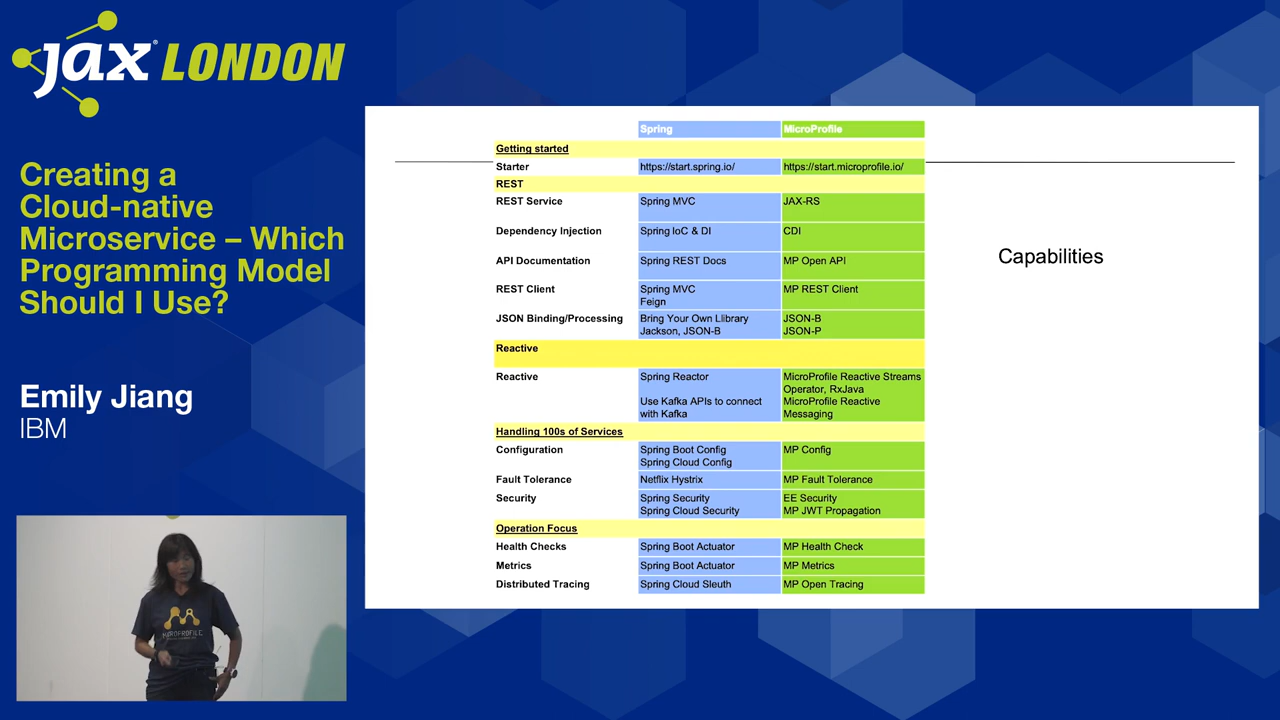 jax LONDON
Creating a
Cloud-native
Microservice – Which
Programming Model
Should I Use?
Emily Jiang
IBM
MICROPROFILE
Spring MicroProfile
Getting started
Starter https://start.spring.io/ https://start.microprofile.io/
REST
REST Service Spring MVC JAX-RS
Dependency Injection Spring IoC & DI CDI
API Documentation Spring REST Docs MP Open API
REST Client Spring MVC MP REST Client
Feign
JSON Binding/Processing Bring Your Own Llibrary JSON-B
Jackson, JSON-B JSON-P
Reactive
Reactive Spring Reactor MicroProfile Reactive Streams
Operator, RxJava
Use Kafka APIs to connect MicroProfile Reactive
with Kafka Messaging
Handling 100s of Services
Configuration Spring Boot Config MP Config
Spring Cloud Config
Fault Tolerance Netflix Hystrix MP Fault Tolerance
Security Spring Security EE Security
Spring Cloud Security MP JWT Propagation
Operation Focus
Health Checks Spring Boot Actuator MP Health Check
Metrics Spring Boot Actuator MP Metrics
Distributed Tracing Spring Cloud Sleuth MP Open Tracing
Capabilities